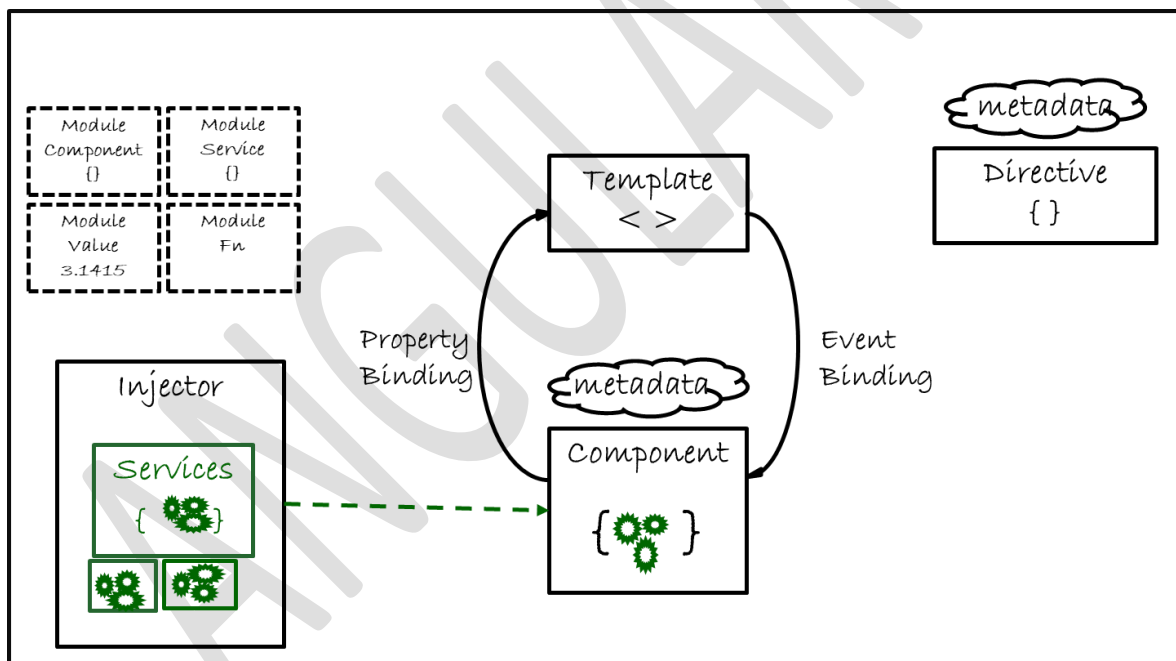 Module
Component
{}
Module
Service
{}
Module
Value
3.1415
Module
Fn
metadata
Directive
{ }
Template
< >
Property
Binding
Event
Binding
Injector
Services
{ }
metadata
Component
{ }
ANGULAR